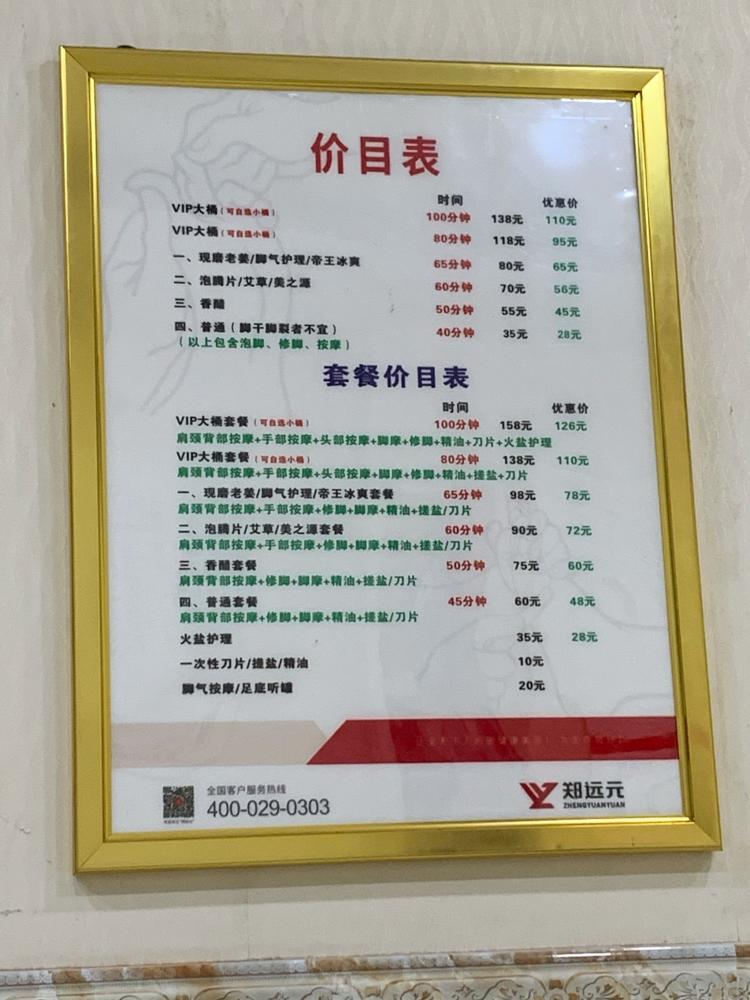 价目表
时间 优惠价
VIP大桶（可自选小桶） 100分钟 138元 110元
VIP大桶（可自选小桶） 80分钟 118元 95元
一、现磨老姜/脚气护理/帝王冰爽 65分钟 80元 65元
二、泡腾片/艾草/美之源 60分钟 70元 56元
三、香醋 50分钟 55元 45元
四、普通（脚干脚裂者不宜） 40分钟 35元 28元
（以上包含泡脚、修脚、按摩）
套餐价目表
时间 优惠价
VIP大桶套餐（可自选小桶） 100分钟 158元 126元
肩颈背部按摩+手部按摩+头部按摩+脚摩+修脚+精油+刀片+火盐护理
VIP大桶套餐（可自选小桶） 80分钟 138元 110元
肩颈背部按摩+手部按摩+头部按摩+脚摩+修脚+精油+搓盐+刀片
一、现磨老姜/脚气护理/帝王冰爽套餐 65分钟 98元 78元
肩颈背部按摩+手部按摩+修脚+脚摩+精油+搓盐/刀片
二、泡腾片/艾草/美之源套餐 60分钟 90元 72元
肩颈背部按摩+手部按摩+修脚+脚摩+精油+搓盐/刀片
三、香醋套餐 50分钟 75元 60元
肩颈背部按摩+修脚+脚摩+精油+搓盐/刀片
四、普通套餐 45分钟 60元 48元
肩颈背部按摩+修脚+脚摩+精油+搓盐/刀片
火盐护理 35元 28元
一次性刀片/搓盐/精油 10元
脚气按摩/足底听罐 20元
全国客户服务热线
400-029-0303
郑远元
ZHENGYUANYUAN